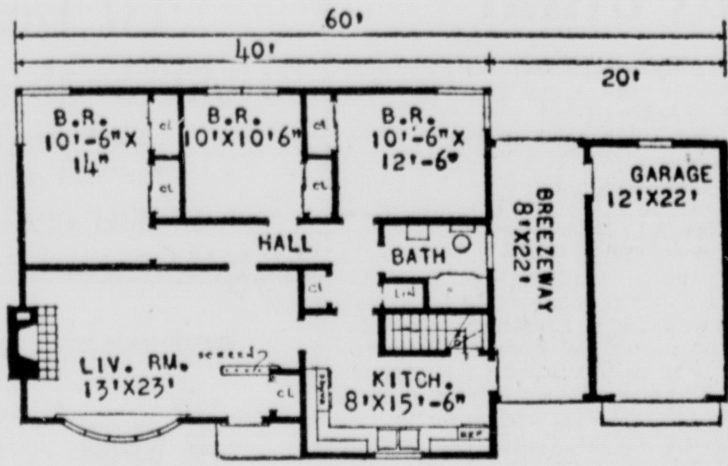 60'
40'
20'
B.R.
10'-6"X
14"
CL
CL
B.R.
10'X10'6"
CL
CL
B.R.
10'-6"X
12'-6"
GARAGE
12'X22'
BREEZEWAY
8'X22'
HALL
BATH
CL
LIN
LIV. RM.
13'X23'
CL
KITCH.
8'X15'-6"
REF